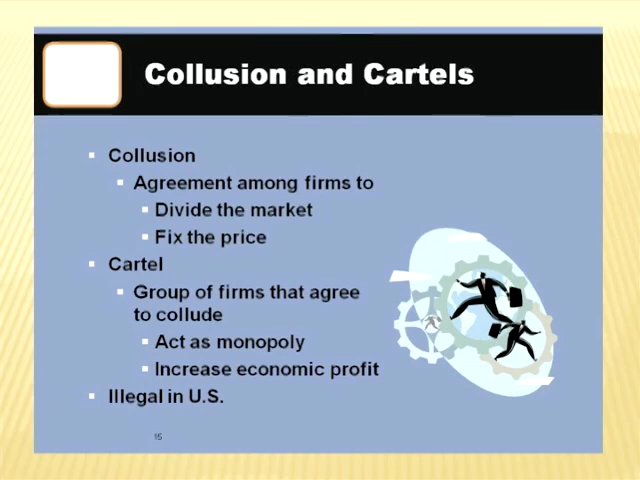 Collusion and Cartels
Collusion
Agreement among firms to
Divide the market
Fix the price
Cartel
Group of firms that agree
to collude
Act as monopoly
Increase economic profit
Illegal in U.S.
15